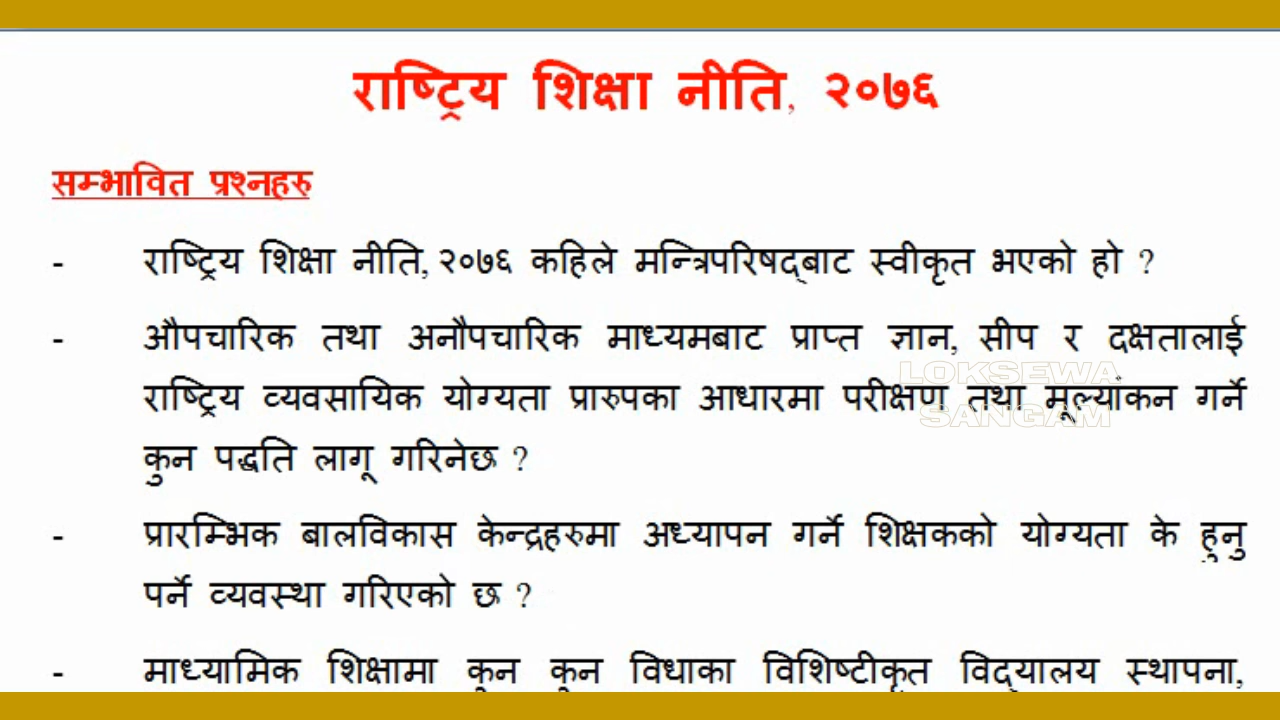 राष्ट्रिय शिक्षा नीति, २०७६
सम्भावित प्रश्नहरु
- राष्ट्रिय शिक्षा नीति, २०७६ कहिले मन्त्रिपरिषद्बाट स्वीकृत भएको हो ?
- औपचारिक तथा अनौपचारिक माध्यमबाट प्राप्त ज्ञान, सीप र दक्षतालाई
राष्ट्रिय व्यवसायिक योग्यता प्रारुपका आधारमा परीक्षण तथा मूल्यांकन गर्ने
कुन पद्धति लागू गरिनेछ ?
LOKSEWA
SANGAM
- प्रारम्भिक बालविकास केन्द्रहरुमा अध्यापन गर्ने शिक्षकको योग्यता के हुनु
पर्ने व्यवस्था गरिएको छ ?
- माध्यामिक शिक्षामा कुन कुन विधाका विशिष्टीकृत विद्यालय स्थापना,